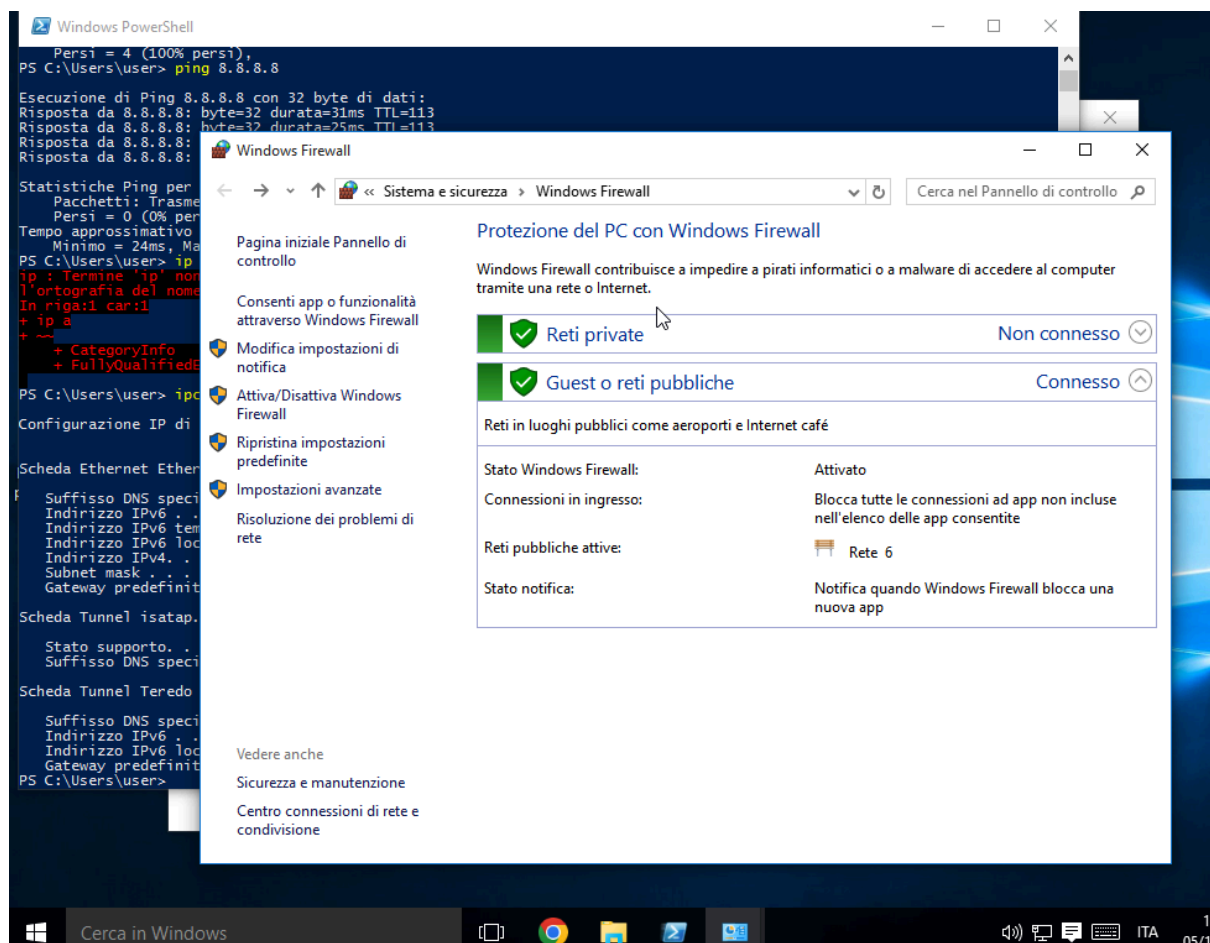 Windows PowerShell
Persi = 4 (100% persi),
PS C:\Users\user> ping 8.8.8.8
Esecuzione di Ping 8.8.8.8 con 32 byte di dati:
Risposta da 8.8.8.8: byte=32 durata=31ms TTL=113
Risposta da 8.8.8.8: byte=32 durata=25ms TTL=113
Risposta da 8.8.8.8:
Risposta da 8.8.8.8:
Statistiche Ping per
Pacchetti: Trasme
Persi = 0 (0% per
Tempo approssimativo
Minimo = 24ms, Ma
PS C:\Users\user> ip
ip : Termine 'ip' non
l'ortografia del nome
In riga:1 car:1
+ ip a
+ ~~
+ CategoryInfo
+ FullyQualifiedE
PS C:\Users\user> ipc
Configurazione IP di
Scheda Ethernet Ether
Suffisso DNS speci
Indirizzo IPv6 . .
Indirizzo IPv6 tem
Indirizzo IPv6 loc
Indirizzo IPv4. .
Subnet mask . . .
Gateway predefinit
Scheda Tunnel isatap.
Stato supporto. .
Suffisso DNS speci
Scheda Tunnel Teredo
Suffisso DNS speci
Indirizzo IPv6 . .
Indirizzo IPv6 loc
Gateway predefinit
PS C:\Users\user>
Windows Firewall
« Sistema e sicurezza › Windows Firewall
Cerca nel Pannello di controllo
Pagina iniziale Pannello di
controllo
Consenti app o funzionalità
attraverso Windows Firewall
Modifica impostazioni di
notifica
Attiva/Disattiva Windows
Firewall
Ripristina impostazioni
predefinite
Impostazioni avanzate
Risoluzione dei problemi di
rete
Vedere anche
Sicurezza e manutenzione
Centro connessioni di rete e
condivisione
Protezione del PC con Windows Firewall
Windows Firewall contribuisce a impedire a pirati informatici o a malware di accedere al computer
tramite una rete o Internet.
Reti private Non connesso
Guest o reti pubbliche Connesso
Reti in luoghi pubblici come aeroporti e Internet café
Stato Windows Firewall: Attivato
Connessioni in ingresso: Blocca tutte le connessioni ad app non incluse
nell'elenco delle app consentite
Reti pubbliche attive: Rete 6
Stato notifica: Notifica quando Windows Firewall blocca una
nuova app
Cerca in Windows
ITA